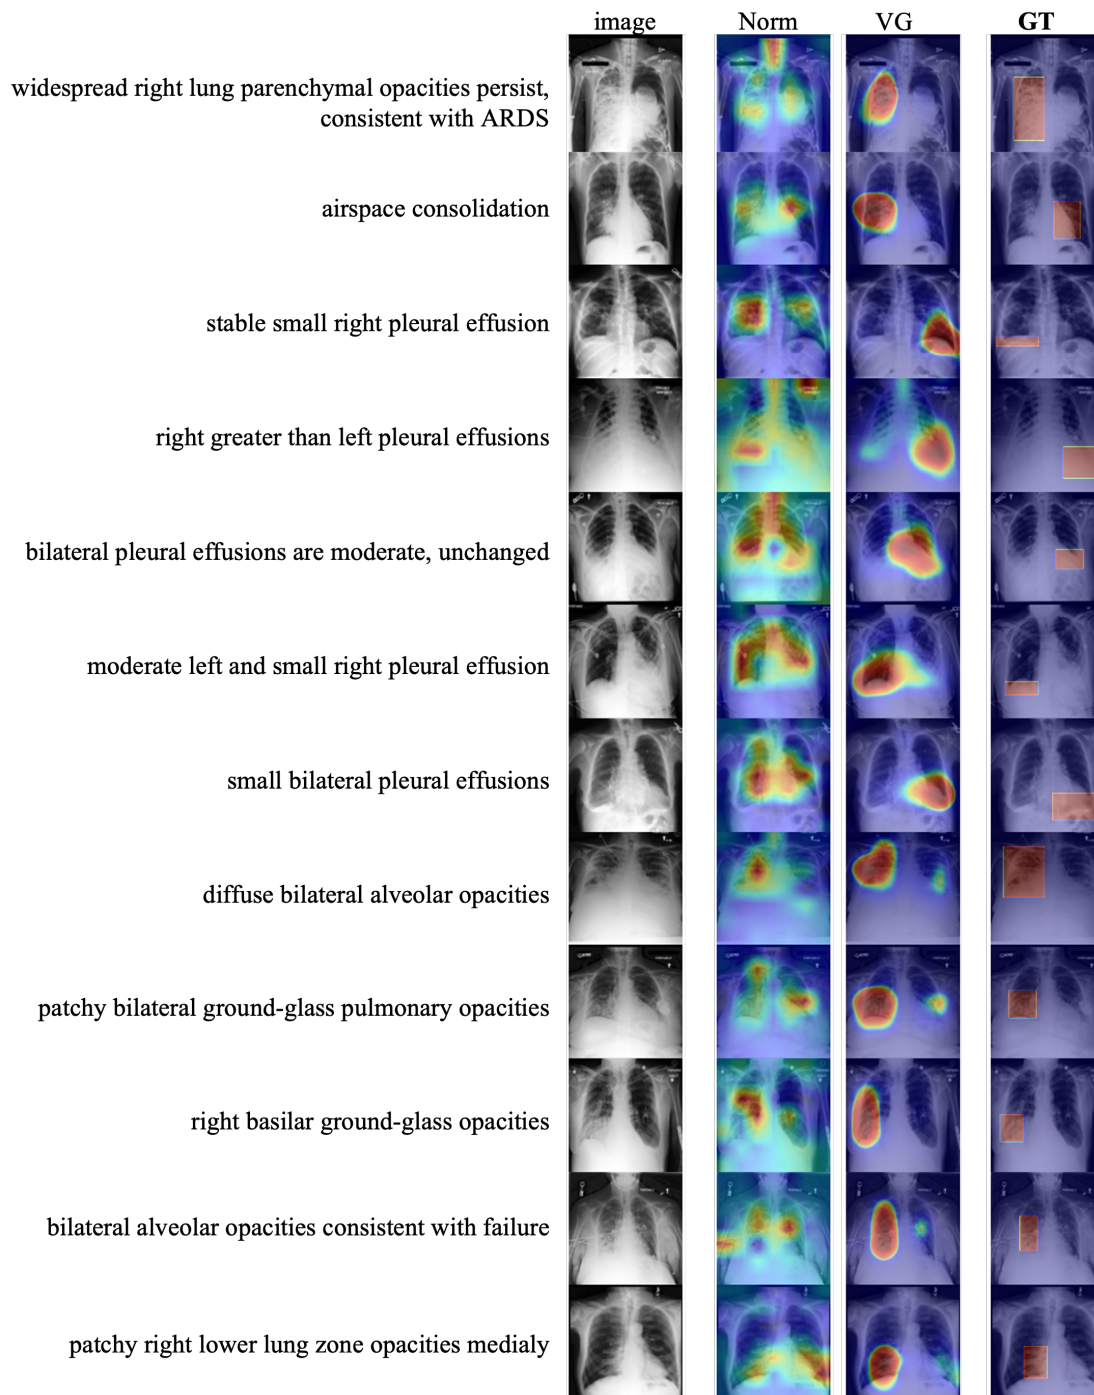 image Norm VG GT
widespread right lung parenchymal opacities persist,
consistent with ARDS
airspace consolidation
stable small right pleural effusion
right greater than left pleural effusions
bilateral pleural effusions are moderate, unchanged
moderate left and small right pleural effusion
small bilateral pleural effusions
diffuse bilateral alveolar opacities
patchy bilateral ground-glass pulmonary opacities
right basilar ground-glass opacities
bilateral alveolar opacities consistent with failure
patchy right lower lung zone opacities medialy